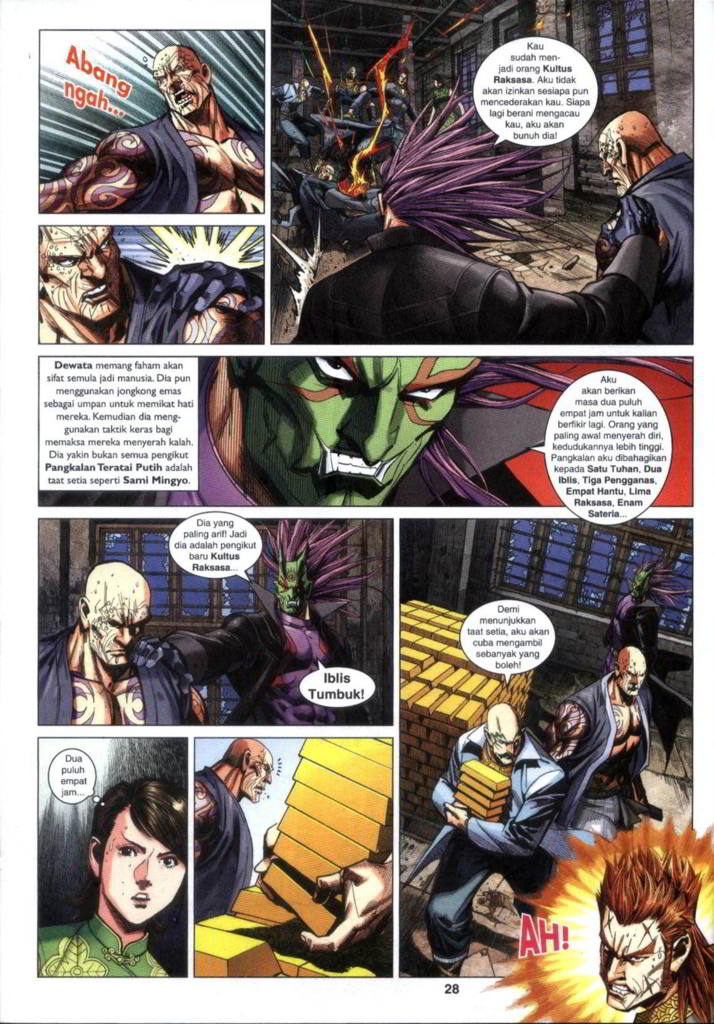 Abang
ngah...
Kau
sudah men-
jadi orang Kultus
Raksasa. Aku tidak
akan izinkan sesiapa pun
mencederakan kau. Siapa
lagi berani mengacau
kau, aku akan
bunuh dia!
Dewata memang faham akan
sifat semula jadi manusia. Dia pun
menggunakan jongkong emas
sebagai umpan untuk memikat hati
mereka. Kemudian dia meng-
gunakan taktik keras bagi
memaksa mereka menyerah kalah.
Dia yakin bukan semua pengikut
Pangkalan Teratai Putih adalah
taat setia seperti Sami Mingyo.
Aku
akan berikan
masa dua puluh
empat jam untuk kalian
berfikir lagi. Orang yang
paling awal menyerah diri,
kedudukannya lebih tinggi.
Pangkalan aku dibahagikan
kepada Satu Tuhan, Dua
Iblis, Tiga Pengganas,
Empat Hantu, Lima
Raksasa, Enam
Sateria...
Dia yang
paling arif! Jadi
dia adalah pengikut
baru Kultus
Raksasa...
Iblis
Tumbuk!
Demi
menunjukkan
taat setia, aku akan
cuba mengambil
sebanyak yang
boleh!
Dua
puluh
empat
jam...
AH!
28